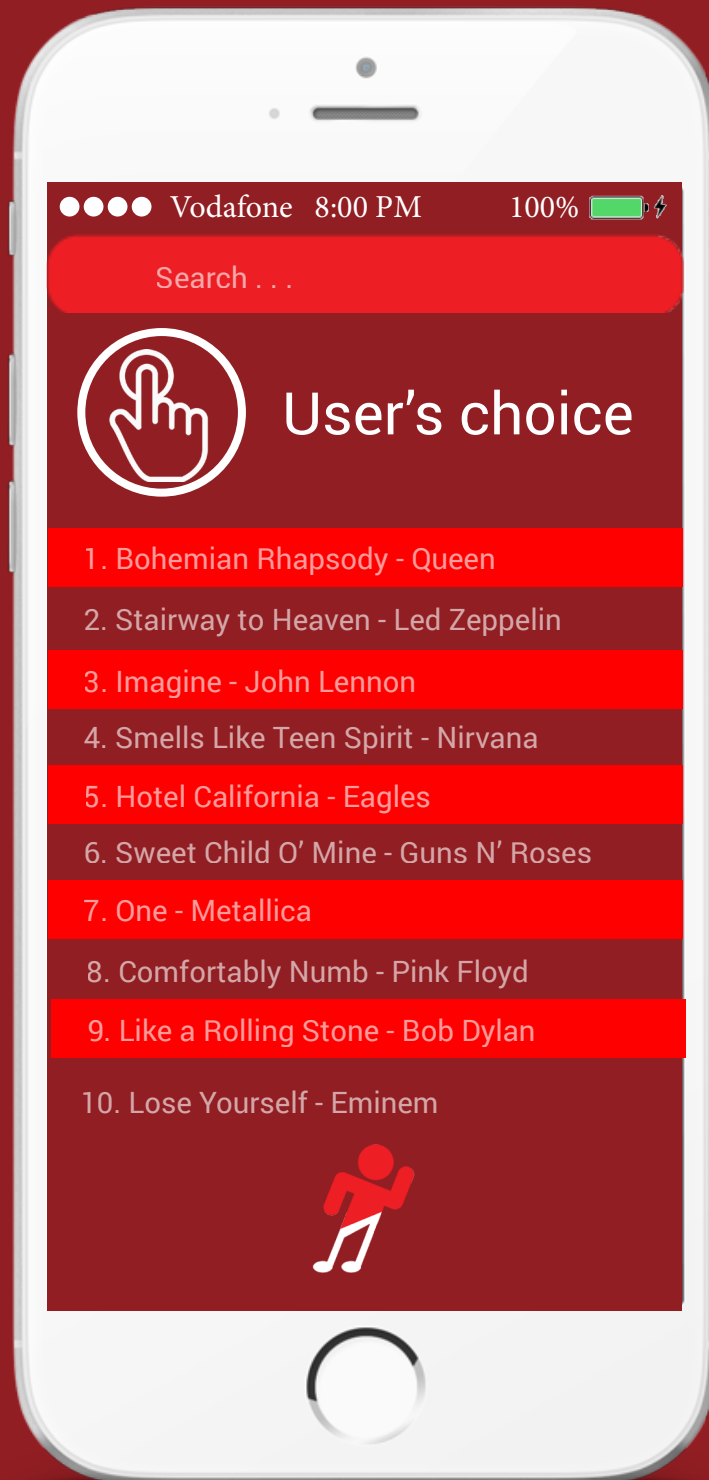 Vodafone 8:00 PM 100%
Search . . .
User’s choice
1. Bohemian Rhapsody - Queen
2. Stairway to Heaven - Led Zeppelin
3. Imagine - John Lennon
4. Smells Like Teen Spirit - Nirvana
5. Hotel California - Eagles
6. Sweet Child O’ Mine - Guns N’ Roses
7. One - Metallica
8. Comfortably Numb - Pink Floyd
9. Like a Rolling Stone - Bob Dylan
10. Lose Yourself - Eminem